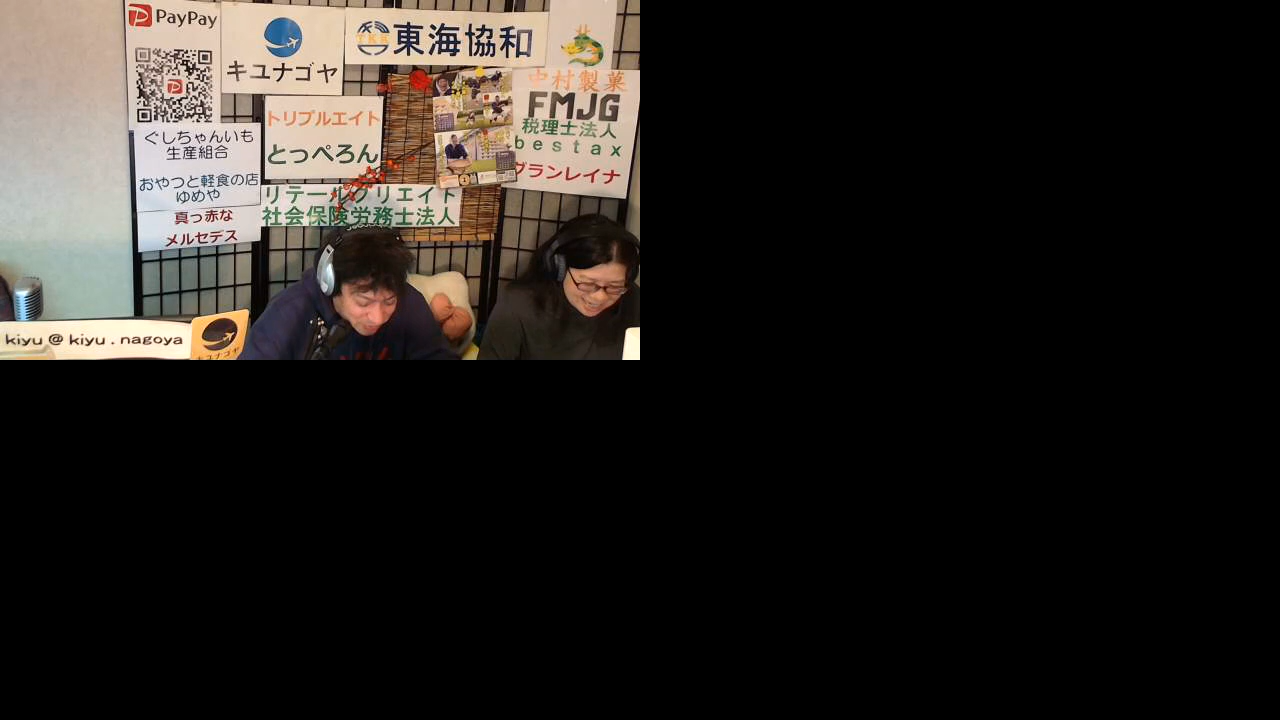 PayPay
キユナゴヤ
TKK 東海協和
中村製菓
FMJG
税理士法人
bestax
グランレイナ
トリプルエイト
とっぺろん
ぐしちゃんいも
生産組合
おやつと軽食の店
ゆめや
リテールクリエイト
社会保険労務士法人
真っ赤な
メルセデス
kiyu @ kiyu . nagoya
キユナゴヤ